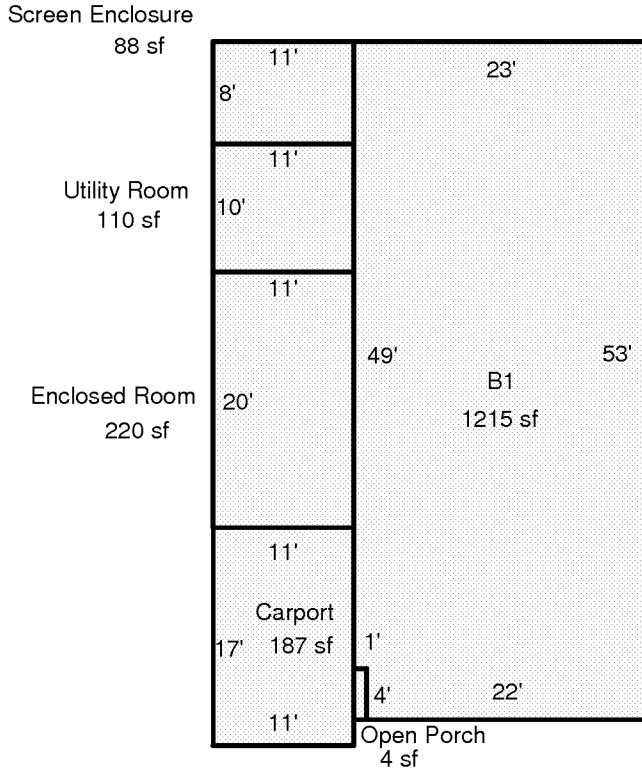 Screen Enclosure
88 sf
11'
8'
23'
11'
Utility Room
110 sf
10'
11'
49'
53'
B1
1215 sf
Enclosed Room
220 sf
20'
11'
Carport
187 sf
17'
1'
4'
22'
11'
Open Porch
4 sf